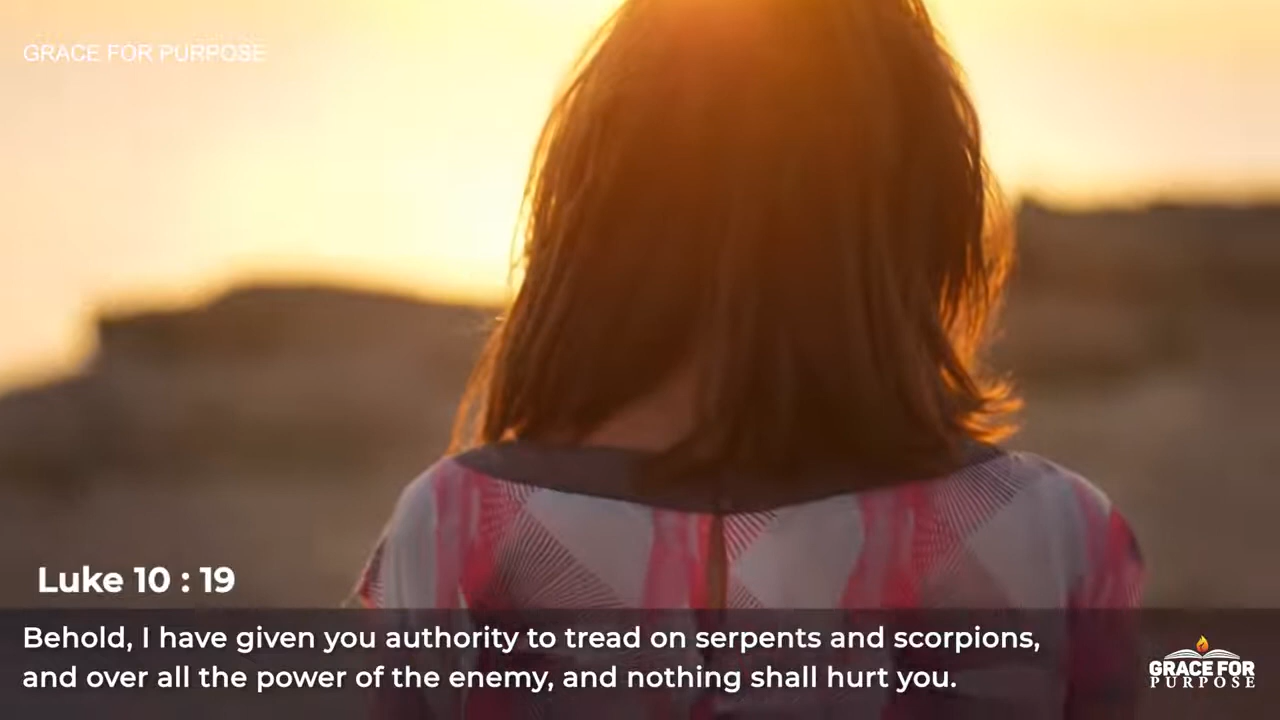 GRACE FOR PURPOSE
Luke 10 : 19
Behold, I have given you authority to tread on serpents and scorpions,
and over all the power of the enemy, and nothing shall hurt you.
GRACE FOR
PURPOSE